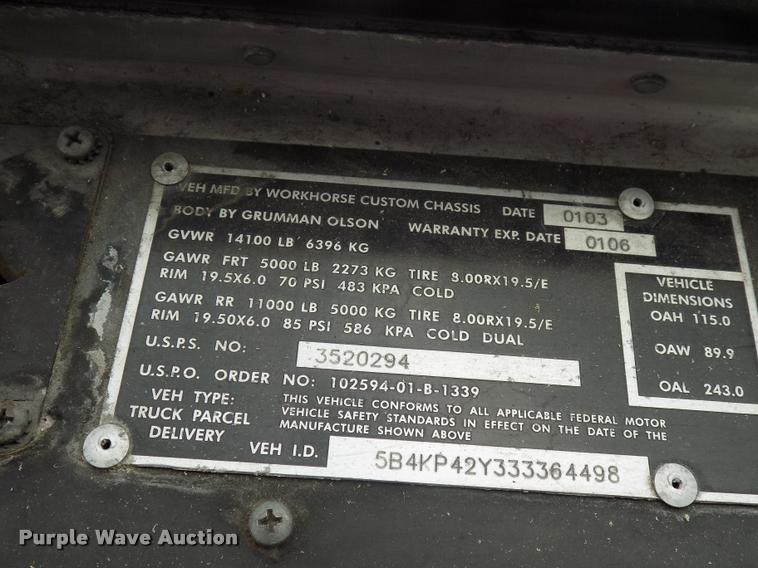 VEH MFD BY WORKHORSE CUSTOM CHASSIS DATE 0103
BODY BY GRUMMAN OLSON WARRANTY EXP. DATE 0106
GVWR 14100 LB 6396 KG
GAWR FRT 5000 LB 2273 KG TIRE 8.00RX19.5/E
RIM 19.5X6.0 70 PSI 483 KPA COLD
GAWR RR 11000 LB 5000 KG TIRE 8.00RX19.5/E
RIM 19.50X6.0 85 PSI 586 KPA COLD DUAL
VEHICLE
DIMENSIONS
OAH 115.0
OAW 89.9
OAL 243.0
U.S.P.S. NO: 3520294
U.S.P.O. ORDER NO: 102594-01-B-1339
VEH TYPE:
TRUCK PARCEL
DELIVERY
THIS VEHICLE CONFORMS TO ALL APPLICABLE FEDERAL MOTOR
VEHICLE SAFETY STANDARDS IN EFFECT ON THE DATE OF THE
MANUFACTURE SHOWN ABOVE
VEH I.D. 5B4KP42Y333364498
Purple Wave Auction